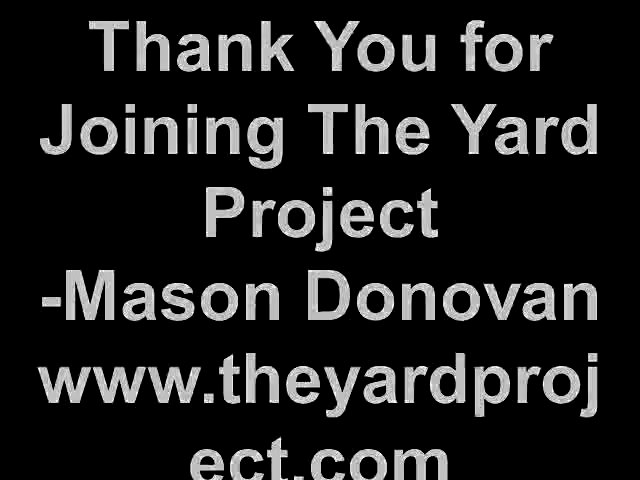 Thank You for
Joining The Yard
Project
-Mason Donovan
www.theyardproj
ect.com